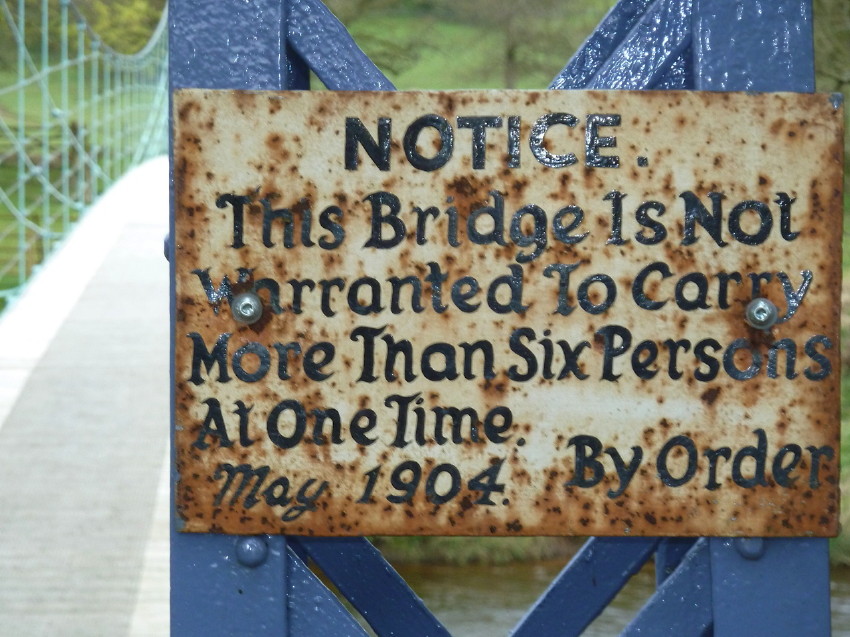 NOTICE.
This Bridge Is Not
Warranted To Carry
More Than Six Persons
At One Time.
May 1904. By Order